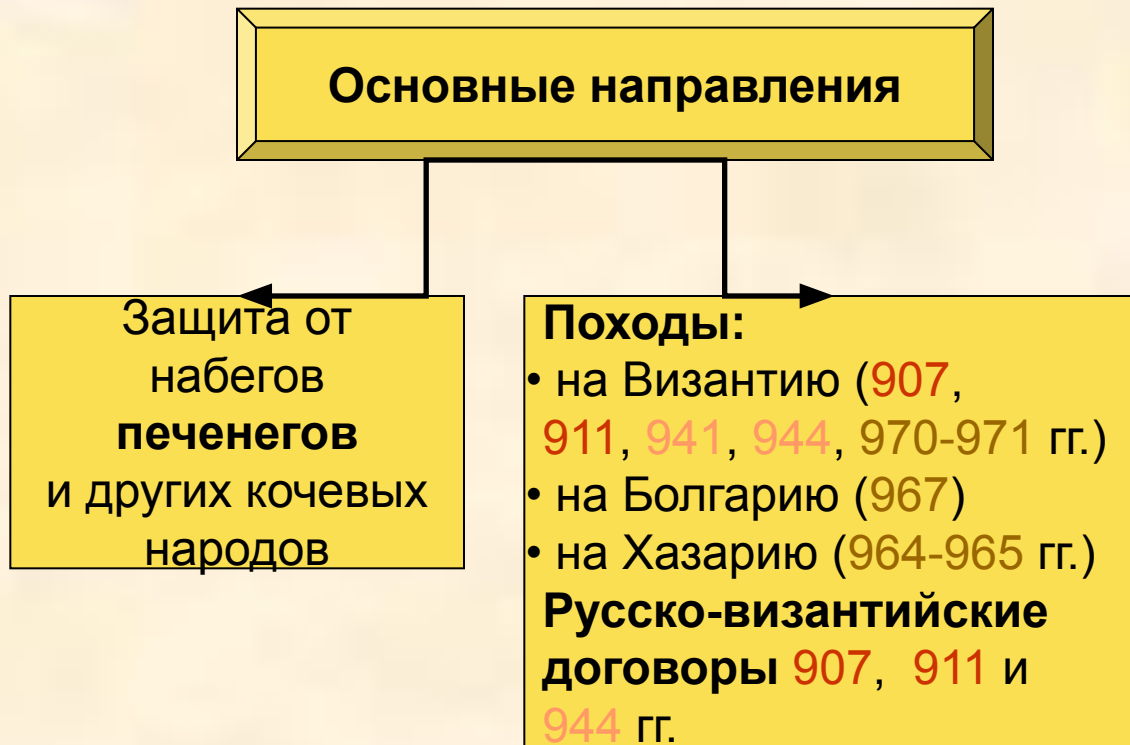 Основные направления
Защита от
набегов
печенегов
и других кочевых
народов
Походы:
• на Византию (907,
911, 941, 944, 970-971 гг.)
• на Болгарию (967)
• на Хазарию (964-965 гг.)
Русско-византийские
договоры 907, 911 и
944 гг.